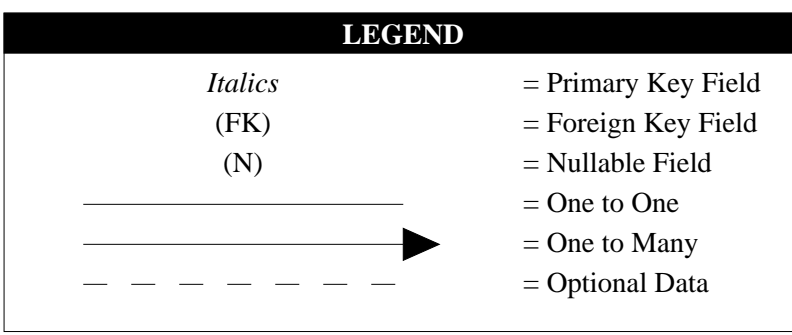 LEGEND
Italics = Primary Key Field
(FK) = Foreign Key Field
(N) = Nullable Field
= One to One
= One to Many
= Optional Data